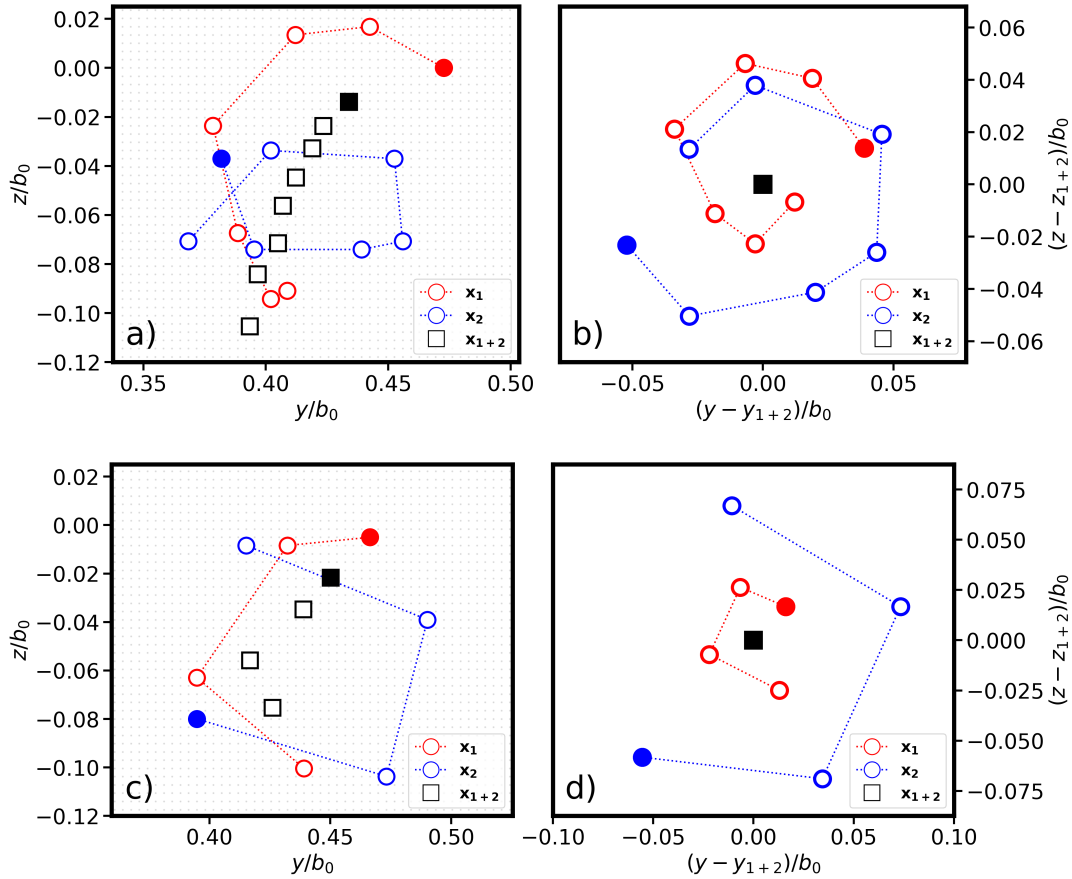 0.02
0.00
−0.02
−0.04
−0.06
−0.08
−0.10
−0.12
z/b₀
a)
x₁
x₂
x₁₊₂
0.35
0.40
0.45
0.50
y/b₀
b)
x₁
x₂
x₁₊₂
0.06
0.04
0.02
0.00
−0.02
−0.04
−0.06
(z − z₁₊₂)/b₀
−0.05
0.00
0.05
(y − y₁₊₂)/b₀
0.02
0.00
−0.02
−0.04
−0.06
−0.08
−0.10
−0.12
z/b₀
c)
x₁
x₂
x₁₊₂
0.40
0.45
0.50
y/b₀
d)
x₁
x₂
x₁₊₂
0.075
0.050
0.025
0.000
−0.025
−0.050
−0.075
(z − z₁₊₂)/b₀
−0.10
−0.05
0.00
0.05
0.10
(y − y₁₊₂)/b₀